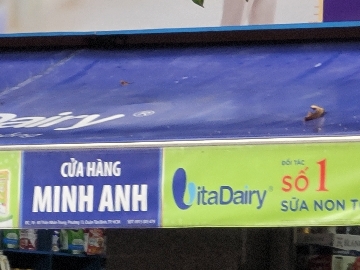 Dairy®
CỬA HÀNG
MINH ANH
VitaDairy®
ĐỐI TÁC
SỐ 1
SỮA NON